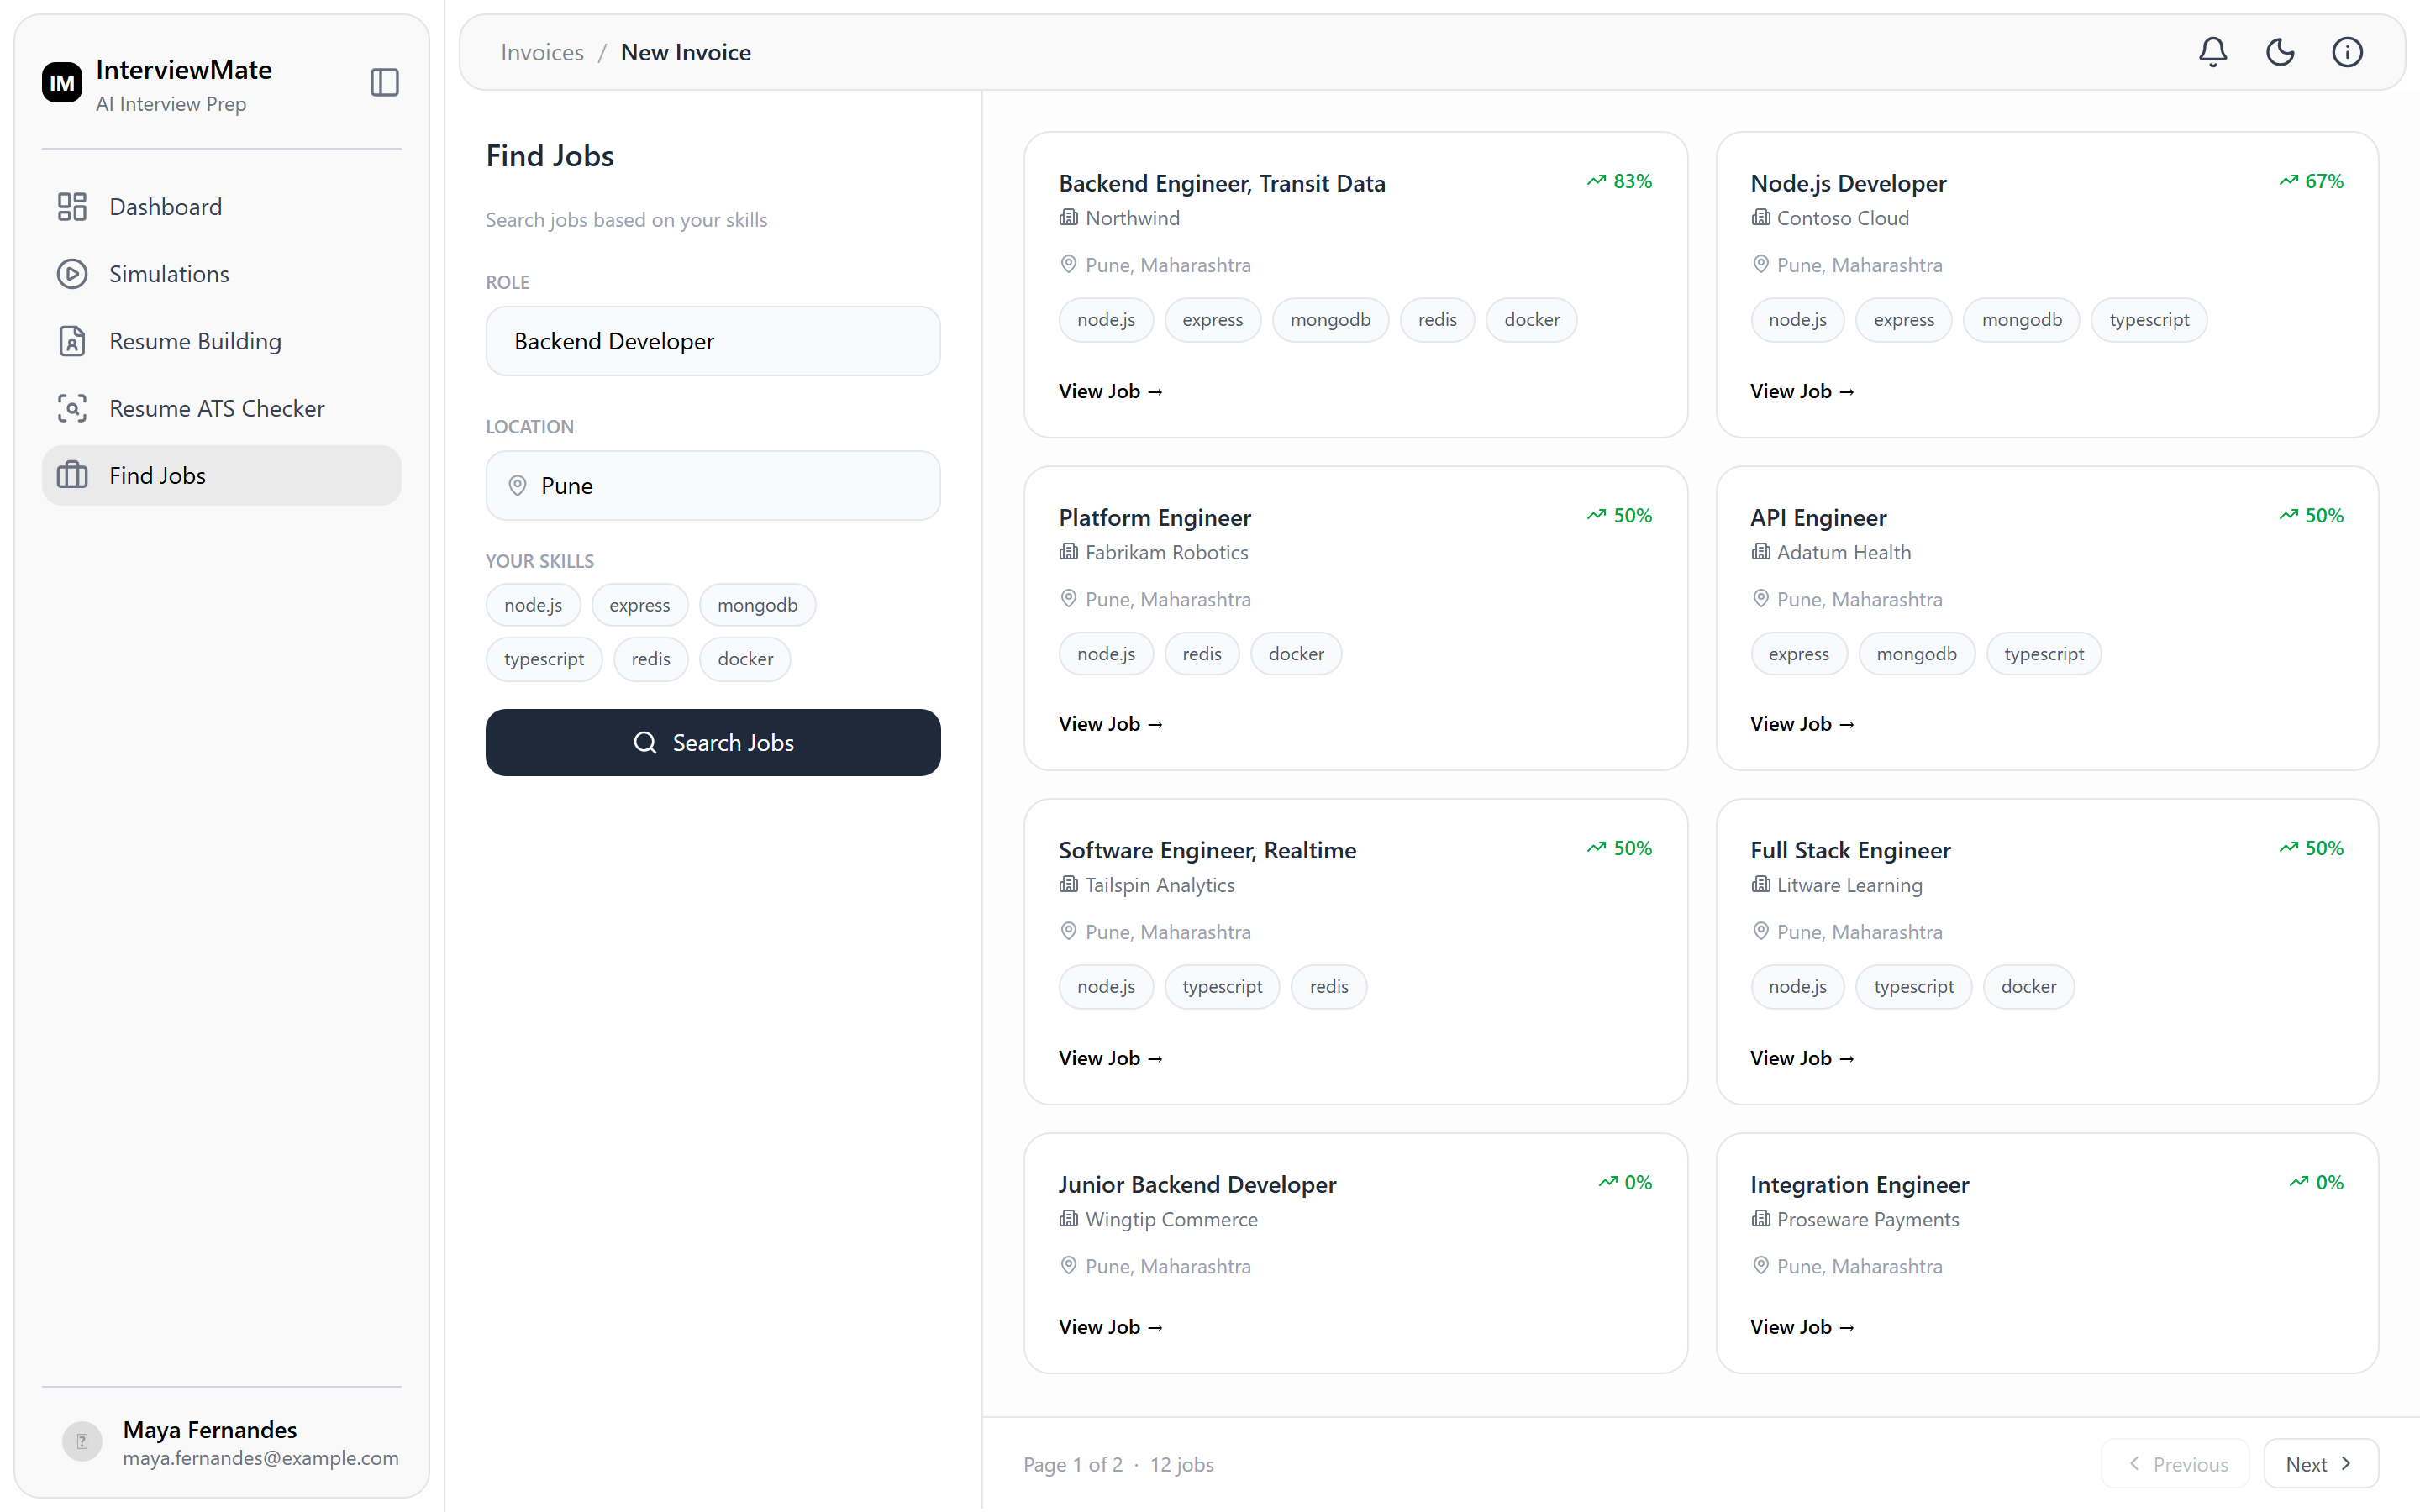 IM
InterviewMate
AI Interview Prep
Dashboard
Simulations
Resume Building
Resume ATS Checker
Find Jobs
Maya Fernandes
maya.fernandes@example.com
Invoices / New Invoice
Find Jobs
Search jobs based on your skills
ROLE
Backend Developer
LOCATION
Pune
YOUR SKILLS
node.js express mongodb
typescript redis docker
Search Jobs
Backend Engineer, Transit Data 83%
Northwind
Pune, Maharashtra
node.js express mongodb redis docker
View Job →
Node.js Developer 67%
Contoso Cloud
Pune, Maharashtra
node.js express mongodb typescript
View Job →
Platform Engineer 50%
Fabrikam Robotics
Pune, Maharashtra
node.js redis docker
View Job →
API Engineer 50%
Adatum Health
Pune, Maharashtra
express mongodb typescript
View Job →
Software Engineer, Realtime 50%
Tailspin Analytics
Pune, Maharashtra
node.js typescript redis
View Job →
Full Stack Engineer 50%
Litware Learning
Pune, Maharashtra
node.js typescript docker
View Job →
Junior Backend Developer 0%
Wingtip Commerce
Pune, Maharashtra
View Job →
Integration Engineer 0%
Proseware Payments
Pune, Maharashtra
View Job →
Page 1 of 2 · 12 jobs
Previous
Next